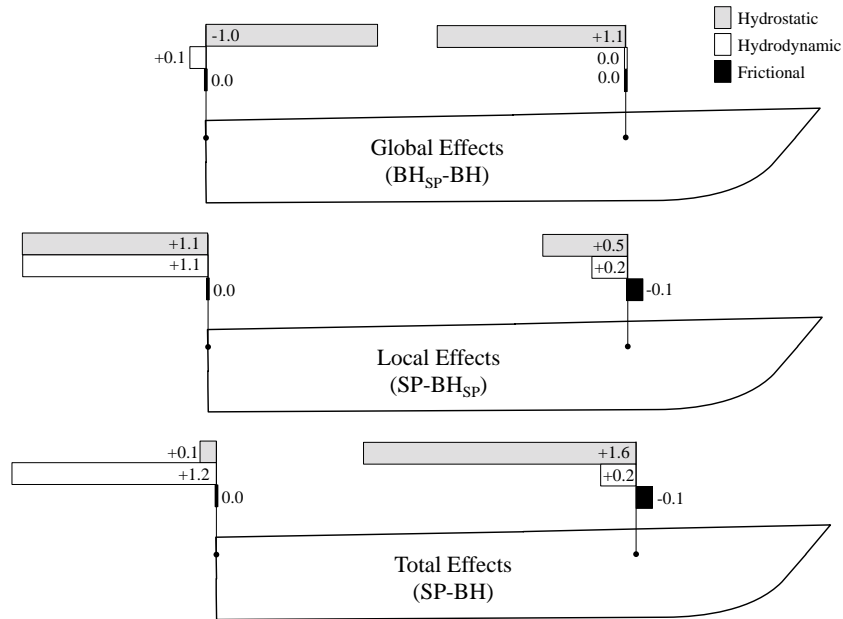 -1.0
+1.1
Hydrostatic
+0.1
0.0
Hydrodynamic
0.0
0.0
Frictional
Global Effects
(BHSP-BH)
+1.1
+0.5
+1.1
+0.2
0.0
-0.1
Local Effects
(SP-BHSP)
+0.1
+1.6
+1.2
+0.2
0.0
-0.1
Total Effects
(SP-BH)